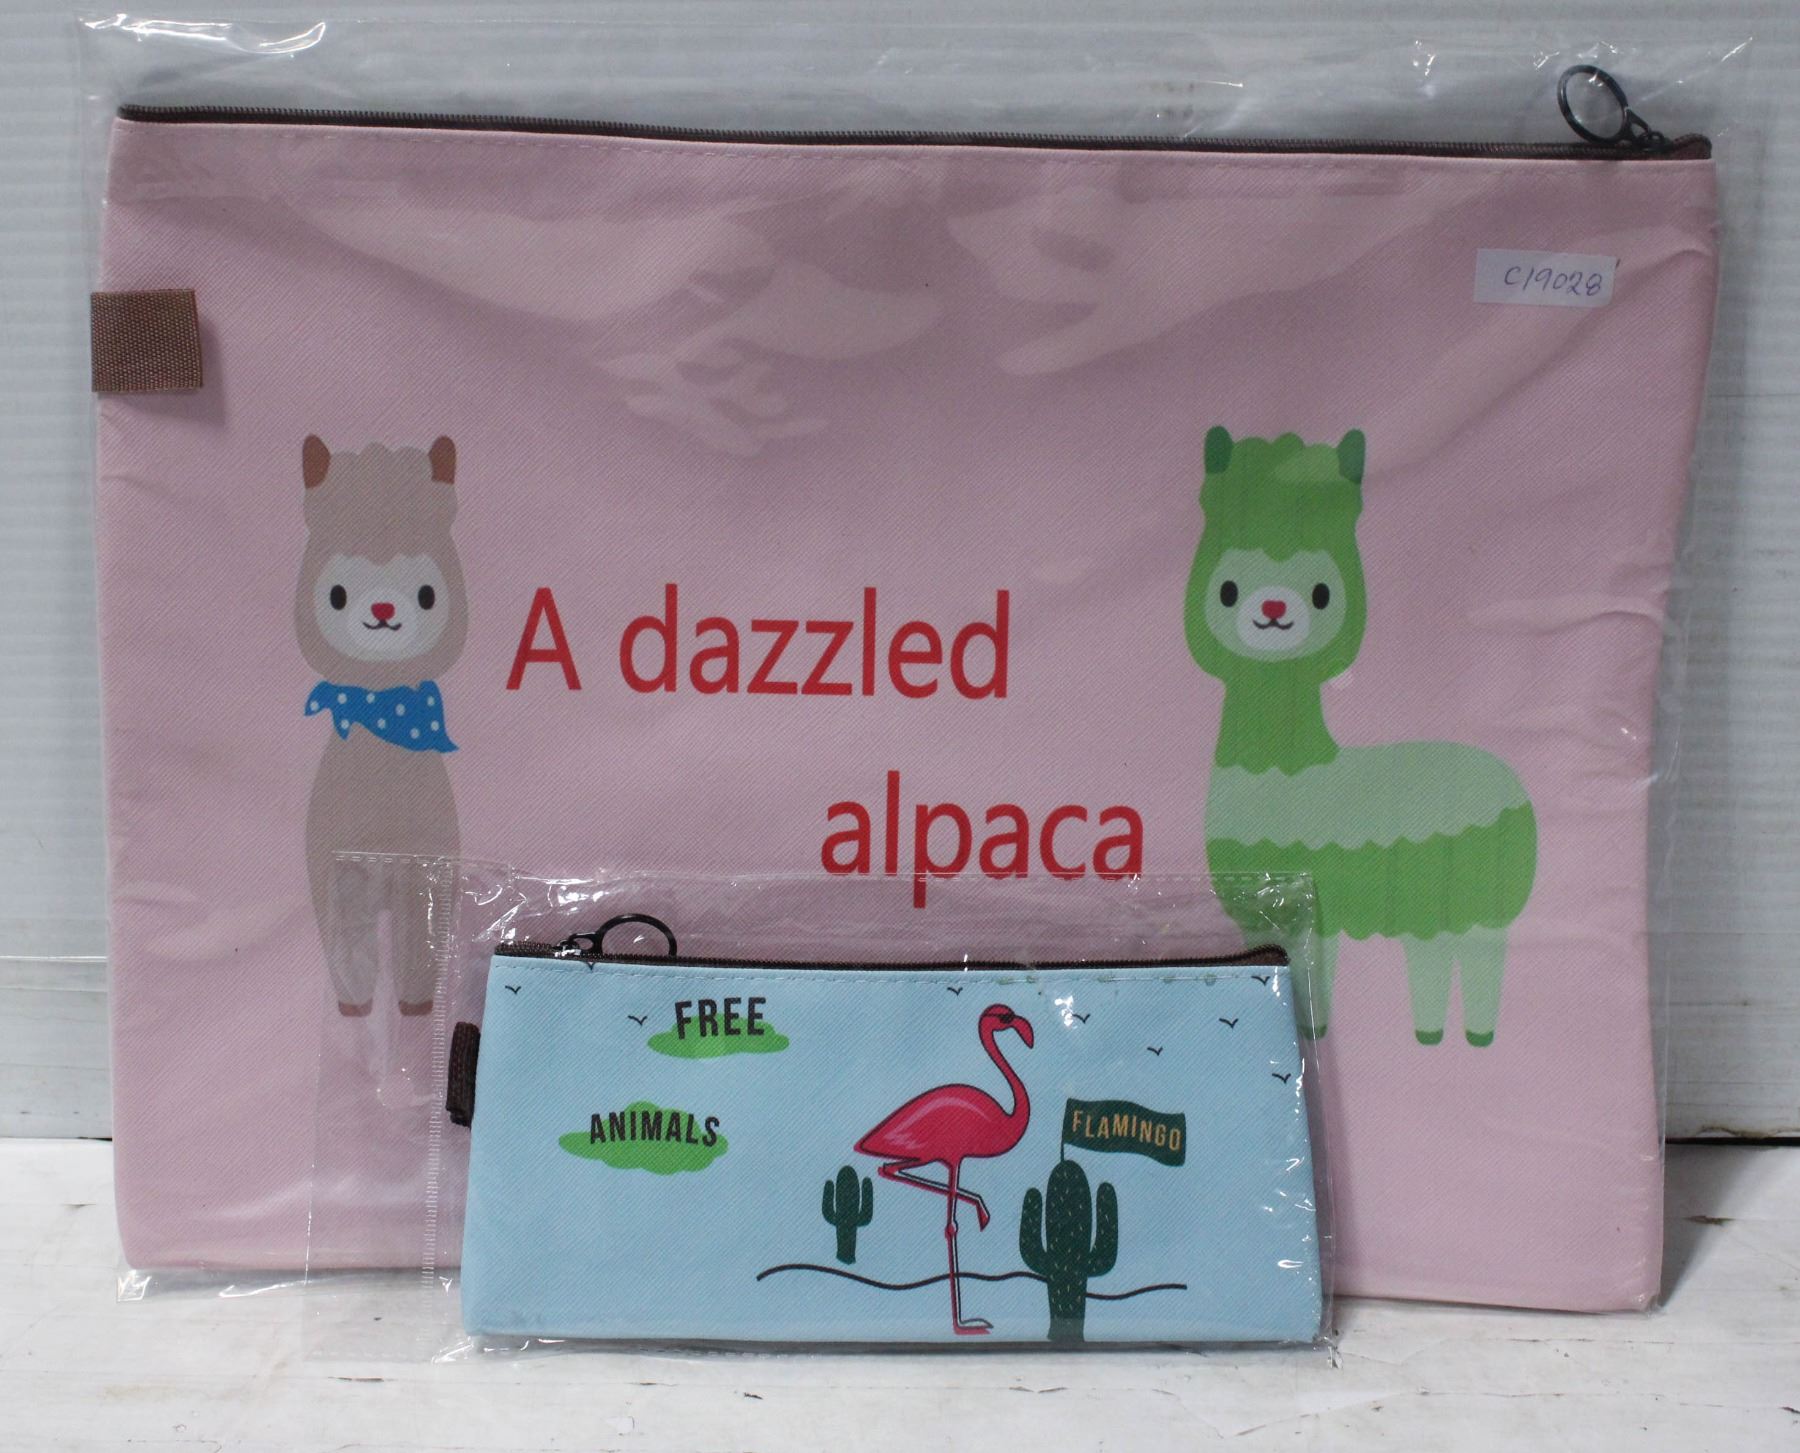 C19028
A dazzled
alpaca
FREE
ANIMALS
FLAMINGO